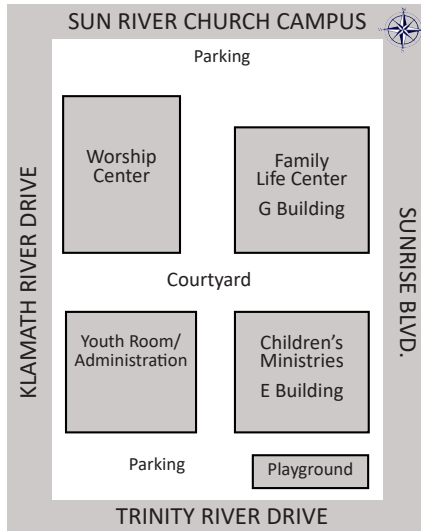 SUN RIVER CHURCH CAMPUS
Parking
Worship
Center
Family
Life Center
G Building
KLAMATH RIVER DRIVE
SUNRISE BLVD.
Courtyard
Youth Room/
Administration
Children’s
Ministries
E Building
Parking
Playground
TRINITY RIVER DRIVE